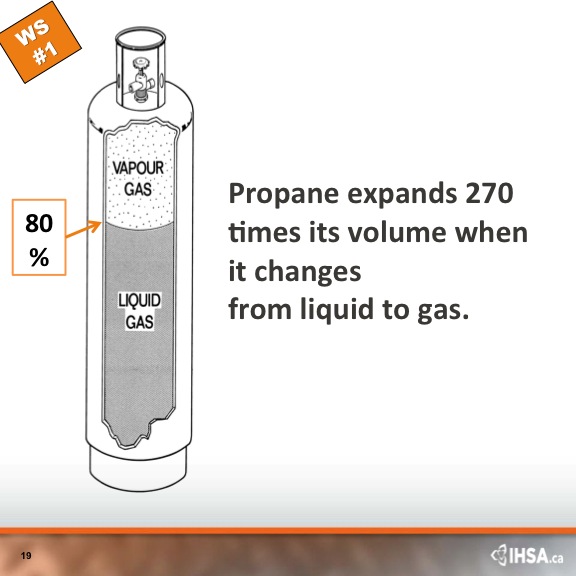 WS
#1
VAPOUR
GAS
80
%
LIQUID
GAS
Propane expands 270
times its volume when
it changes
from liquid to gas.
19
IHSA.ca